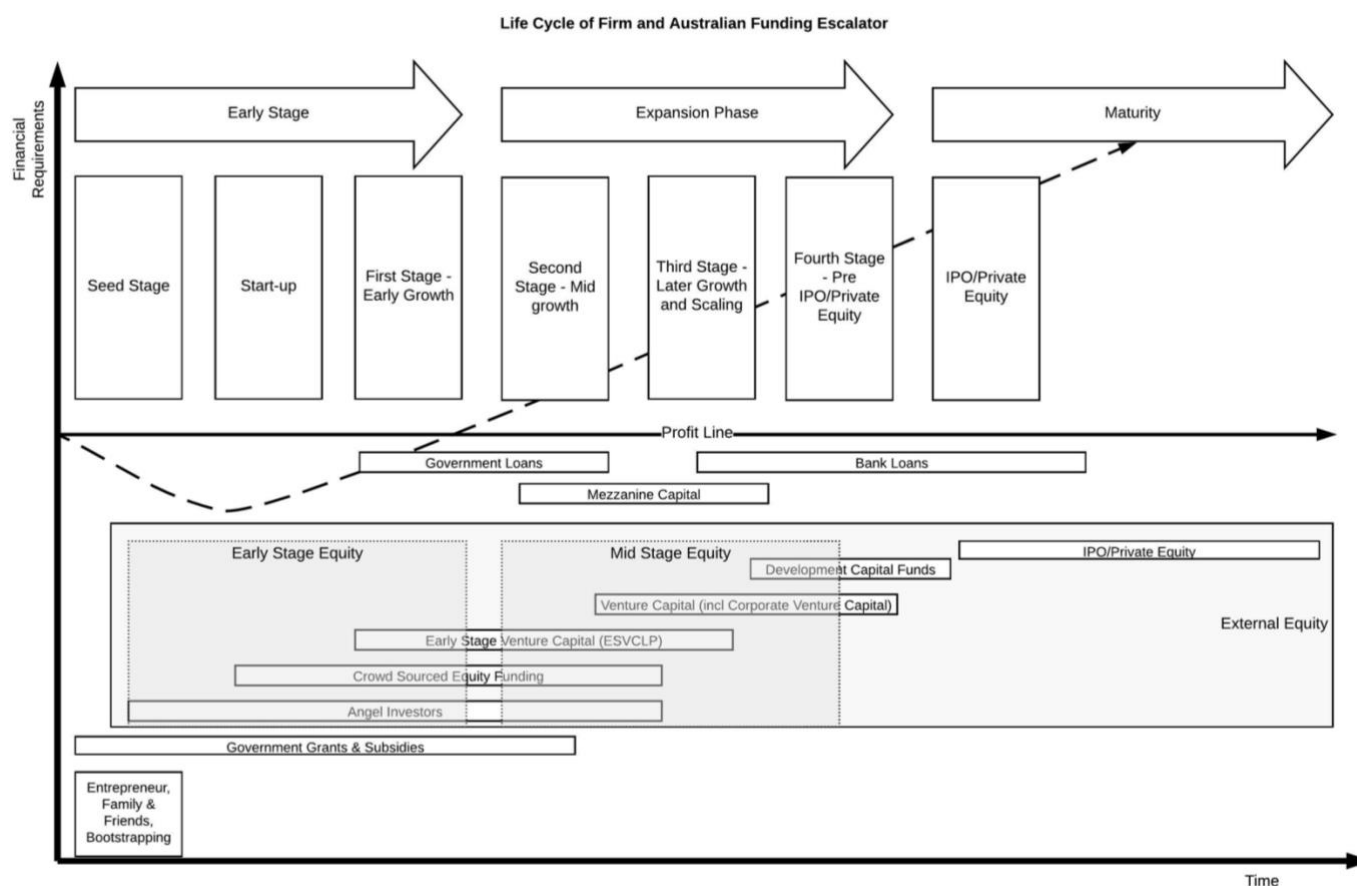 Life Cycle of Firm and Australian Funding Escalator
Financial
Requirements
Early Stage
Expansion Phase
Maturity
Seed Stage
Start-up
First Stage -
Early Growth
Second
Stage - Mid
growth
Third Stage -
Later Growth
and Scaling
Fourth Stage
- Pre
IPO/Private
Equity
IPO/Private
Equity
Profit Line
Government Loans
Bank Loans
Mezzanine Capital
Early Stage Equity
Mid Stage Equity
IPO/Private Equity
Development Capital Funds
Venture Capital (incl Corporate Venture Capital)
External Equity
Early Stage Venture Capital (ESVCLP)
Crowd Sourced Equity Funding
Angel Investors
Government Grants & Subsidies
Entrepreneur,
Family &
Friends,
Bootstrapping
Time